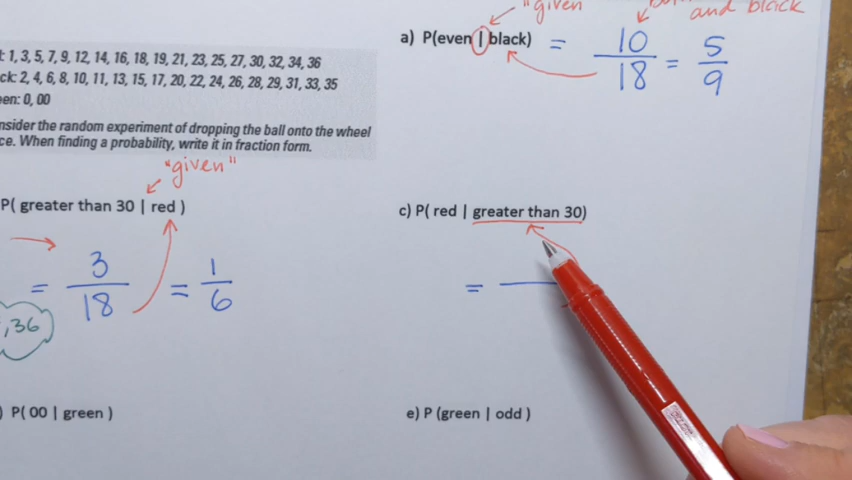 "given
and black
a) P(even | black) = 10/18 = 5/9
: 1, 3, 5, 7, 9, 12, 14, 16, 18, 19, 21, 23, 25, 27, 30, 32, 34, 36
ck: 2, 4, 6, 8, 10, 11, 13, 15, 17, 20, 22, 24, 26, 28, 29, 31, 33, 35
een: 0, 00
nsider the random experiment of dropping the ball onto the wheel
ce. When finding a probability, write it in fraction form.
"given"
P( greater than 30 | red )
= 3/18 = 1/6
, 36
c) P( red | greater than 30)
=
) P( 00 | green )
e) P (green | odd )